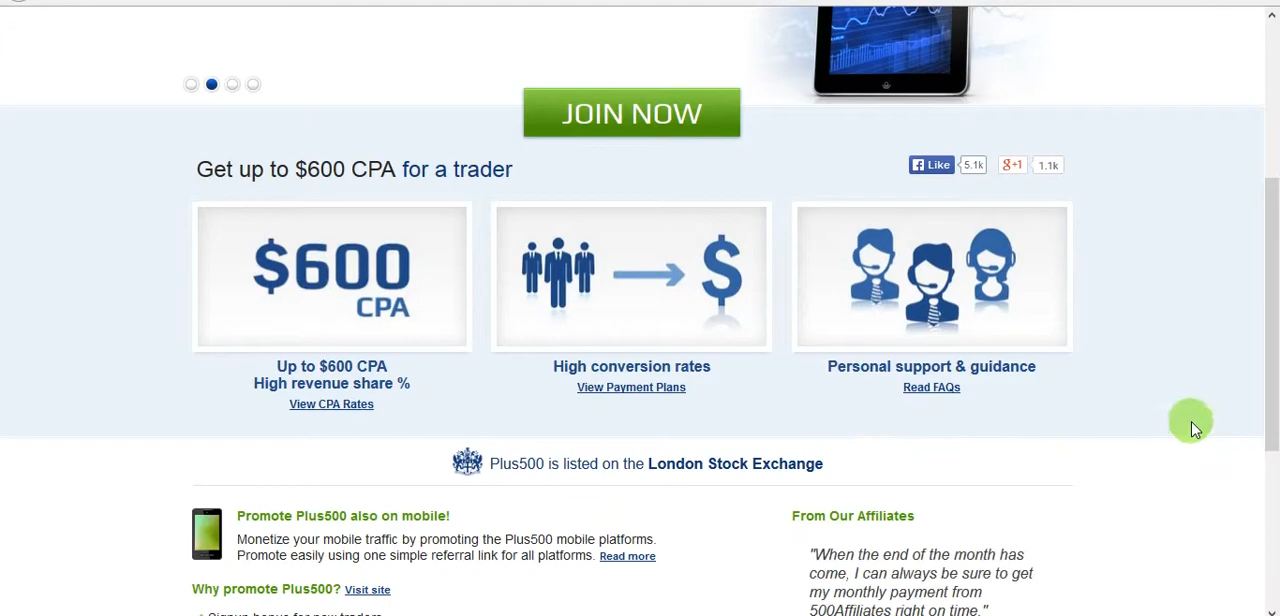 JOIN NOW
Get up to $600 CPA for a trader
Like 5.1k +1 1.1k
$600
CPA
$
Up to $600 CPA
High revenue share %
View CPA Rates
High conversion rates
View Payment Plans
Personal support & guidance
Read FAQs
Plus500 is listed on the London Stock Exchange
Promote Plus500 also on mobile!
Monetize your mobile traffic by promoting the Plus500 mobile platforms.
Promote easily using one simple referral link for all platforms. Read more
Why promote Plus500? Visit site
Signup bonus for new traders
From Our Affiliates
"When the end of the month has
come, I can always be sure to get
my monthly payment from
500Affiliates right on time."